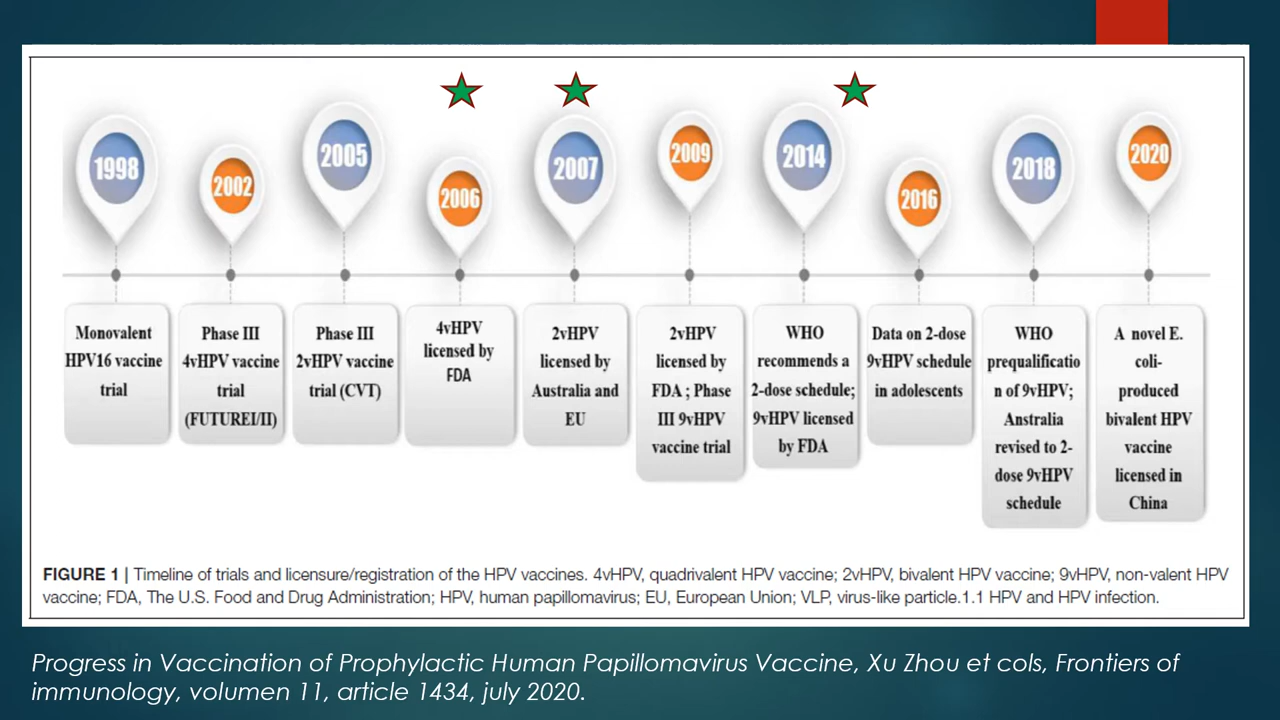 1998
2002
2005
2006
2007
2009
2014
2016
2018
2020
Monovalent
HPV16 vaccine
trial
Phase III
4vHPV vaccine
trial
(FUTUREI/II)
Phase III
2vHPV vaccine
trial (CVT)
4vHPV
licensed by
FDA
2vHPV
licensed by
Australia and
EU
2vHPV
licensed by
FDA ; Phase
III 9vHPV
vaccine trial
WHO
recommends a
2-dose schedule;
9vHPV licensed
by FDA
Data on 2-dose
9vHPV schedule
in adolescents
WHO
prequalificatio
n of 9vHPV;
Anstralia
revised to 2-
dose 9vHPV
schedule
A novel E.
coli-
produced
bivalent HPV
vaccine
licensed in
China
FIGURE 1 | Timeline of trials and licensure/registration of the HPV vaccines. 4vHPV, quadrivalent HPV vaccine; 2vHPV, bivalent HPV vaccine; 9vHPV, non-valent HPV
vaccine; FDA, The U.S. Food and Drug Administration; HPV, human papillomavirus; EU, European Union; VLP, virus-like particle.1.1 HPV and HPV infection.
Progress in Vaccination of Prophylactic Human Papillomavirus Vaccine, Xu Zhou et cols, Frontiers of
immunology, volumen 11, article 1434, july 2020.